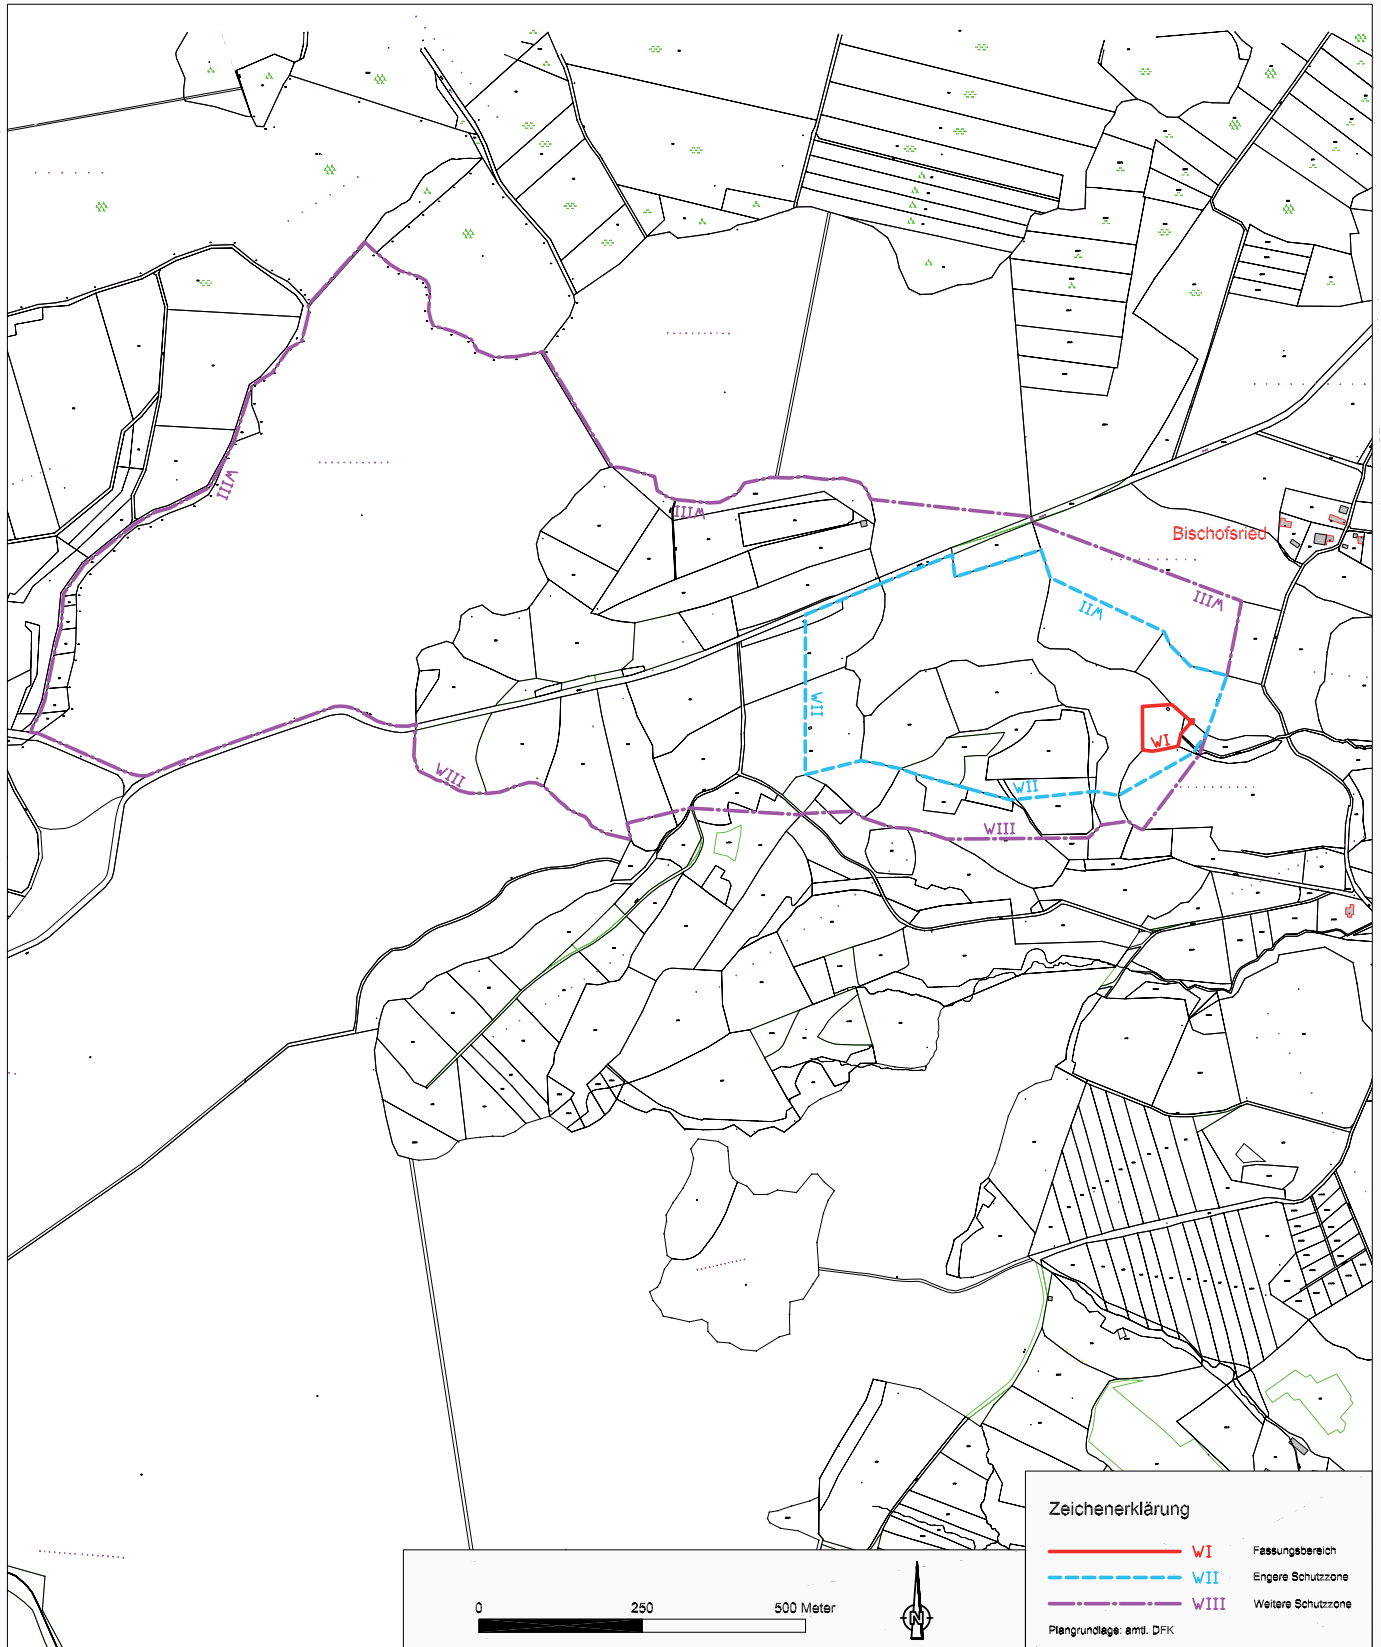 WIII
WIII
Bischofsried
WII
WIII
WII
WI
WIII
WII
WIII
Zeichenerklärung
WI Fassungsbereich
WII Engere Schutzzone
WIII Weitere Schutzzone
Plangrundlage: amtl. DFK
0 250 500 Meter
N